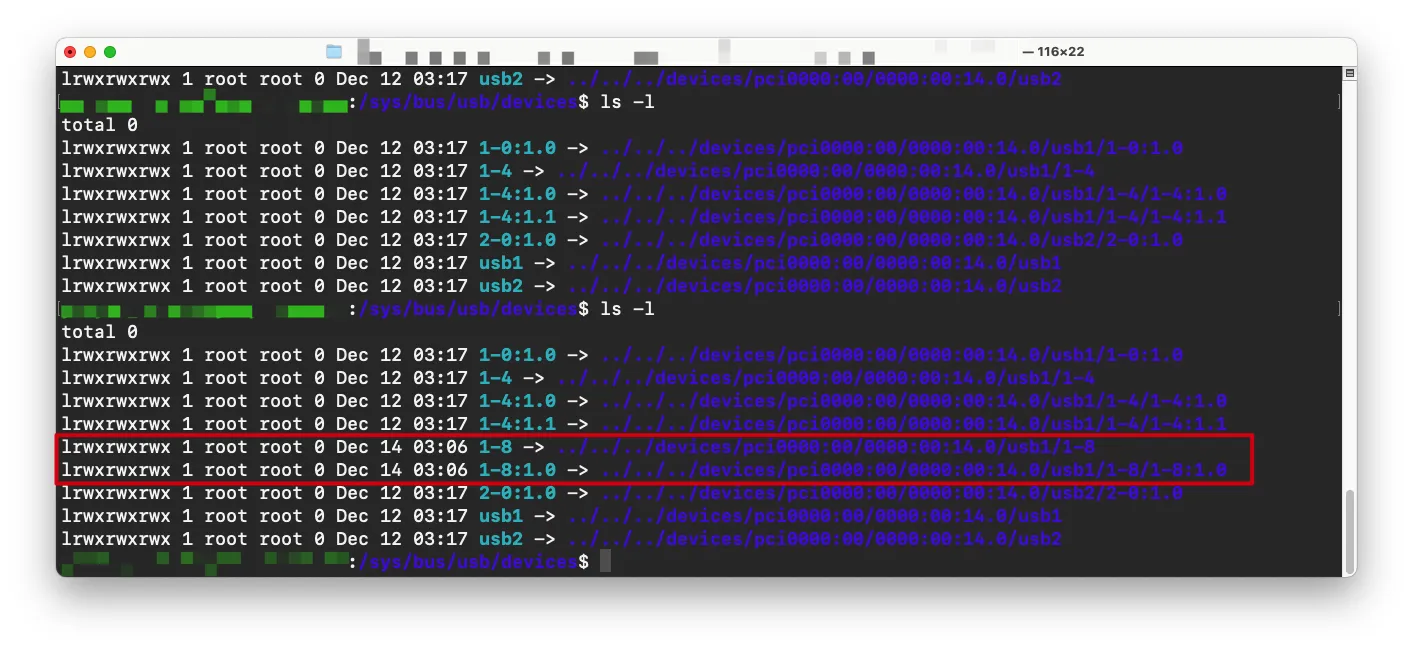 — 116×22
lrwxrwxrwx 1 root root 0 Dec 12 03:17 usb2 -> ../../../devices/pci0000:00/0000:00:14.0/usb2
:/sys/bus/usb/devices$ ls -l
total 0
lrwxrwxrwx 1 root root 0 Dec 12 03:17 1-0:1.0 -> ../../../devices/pci0000:00/0000:00:14.0/usb1/1-0:1.0
lrwxrwxrwx 1 root root 0 Dec 12 03:17 1-4 -> ../../../devices/pci0000:00/0000:00:14.0/usb1/1-4
lrwxrwxrwx 1 root root 0 Dec 12 03:17 1-4:1.0 -> ../../../devices/pci0000:00/0000:00:14.0/usb1/1-4/1-4:1.0
lrwxrwxrwx 1 root root 0 Dec 12 03:17 1-4:1.1 -> ../../../devices/pci0000:00/0000:00:14.0/usb1/1-4/1-4:1.1
lrwxrwxrwx 1 root root 0 Dec 12 03:17 2-0:1.0 -> ../../../devices/pci0000:00/0000:00:14.0/usb2/2-0:1.0
lrwxrwxrwx 1 root root 0 Dec 12 03:17 usb1 -> ../../../devices/pci0000:00/0000:00:14.0/usb1
lrwxrwxrwx 1 root root 0 Dec 12 03:17 usb2 -> ../../../devices/pci0000:00/0000:00:14.0/usb2
:/sys/bus/usb/devices$ ls -l
total 0
lrwxrwxrwx 1 root root 0 Dec 12 03:17 1-0:1.0 -> ../../../devices/pci0000:00/0000:00:14.0/usb1/1-0:1.0
lrwxrwxrwx 1 root root 0 Dec 12 03:17 1-4 -> ../../../devices/pci0000:00/0000:00:14.0/usb1/1-4
lrwxrwxrwx 1 root root 0 Dec 12 03:17 1-4:1.0 -> ../../../devices/pci0000:00/0000:00:14.0/usb1/1-4/1-4:1.0
lrwxrwxrwx 1 root root 0 Dec 12 03:17 1-4:1.1 -> ../../../devices/pci0000:00/0000:00:14.0/usb1/1-4/1-4:1.1
lrwxrwxrwx 1 root root 0 Dec 14 03:06 1-8 -> ../../../devices/pci0000:00/0000:00:14.0/usb1/1-8
lrwxrwxrwx 1 root root 0 Dec 14 03:06 1-8:1.0 -> ../../../devices/pci0000:00/0000:00:14.0/usb1/1-8/1-8:1.0
lrwxrwxrwx 1 root root 0 Dec 12 03:17 2-0:1.0 -> ../../../devices/pci0000:00/0000:00:14.0/usb2/2-0:1.0
lrwxrwxrwx 1 root root 0 Dec 12 03:17 usb1 -> ../../../devices/pci0000:00/0000:00:14.0/usb1
lrwxrwxrwx 1 root root 0 Dec 12 03:17 usb2 -> ../../../devices/pci0000:00/0000:00:14.0/usb2
:/sys/bus/usb/devices$